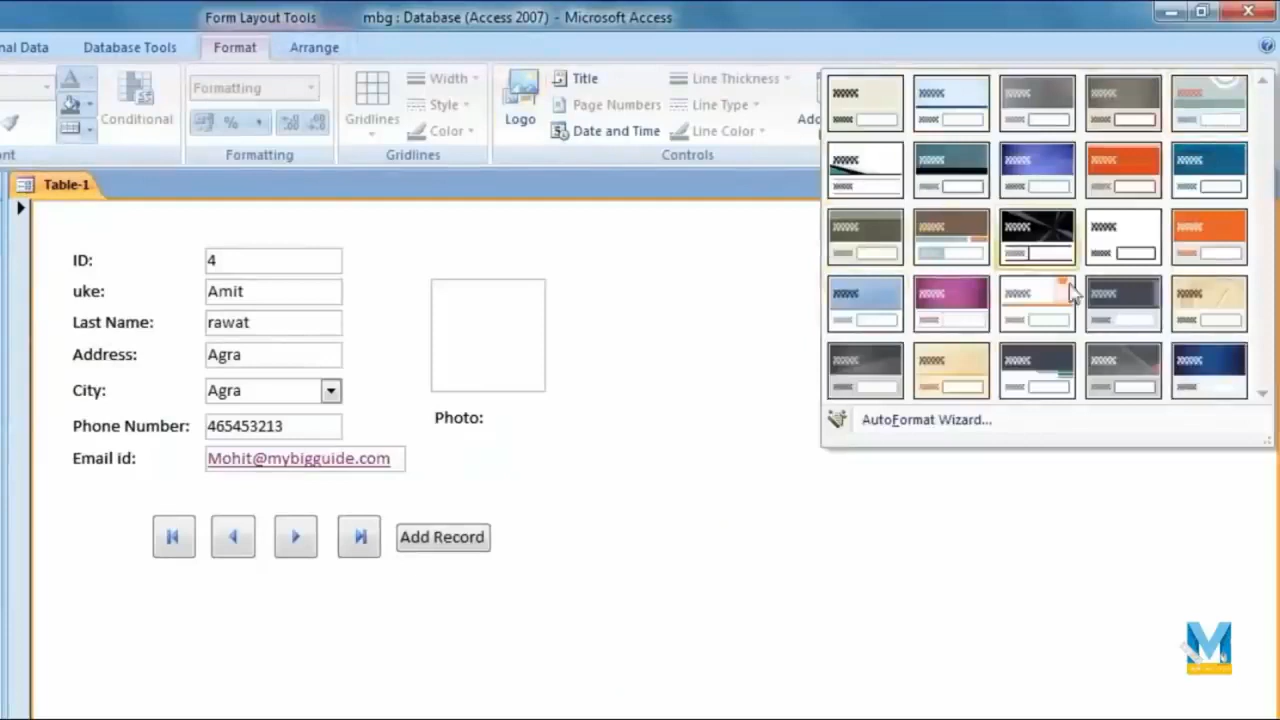 Form Layout Tools
mbg : Database (Access 2007) - Microsoft Access
nal Data
Database Tools
Format
Arrange
Conditional
Formatting
%
Formatting
Gridlines
Width
Style
Color
Gridlines
Logo
Title
Page Numbers
Date and Time
Line Thickness
Line Type
Line Color
Controls
Table-1
ID: 4
uke: Amit
Last Name: rawat
Address: Agra
City: Agra
Phone Number: 465453213
Email id: Mohit@mybigguide.com
Photo:
Add Record
AutoFormat Wizard...